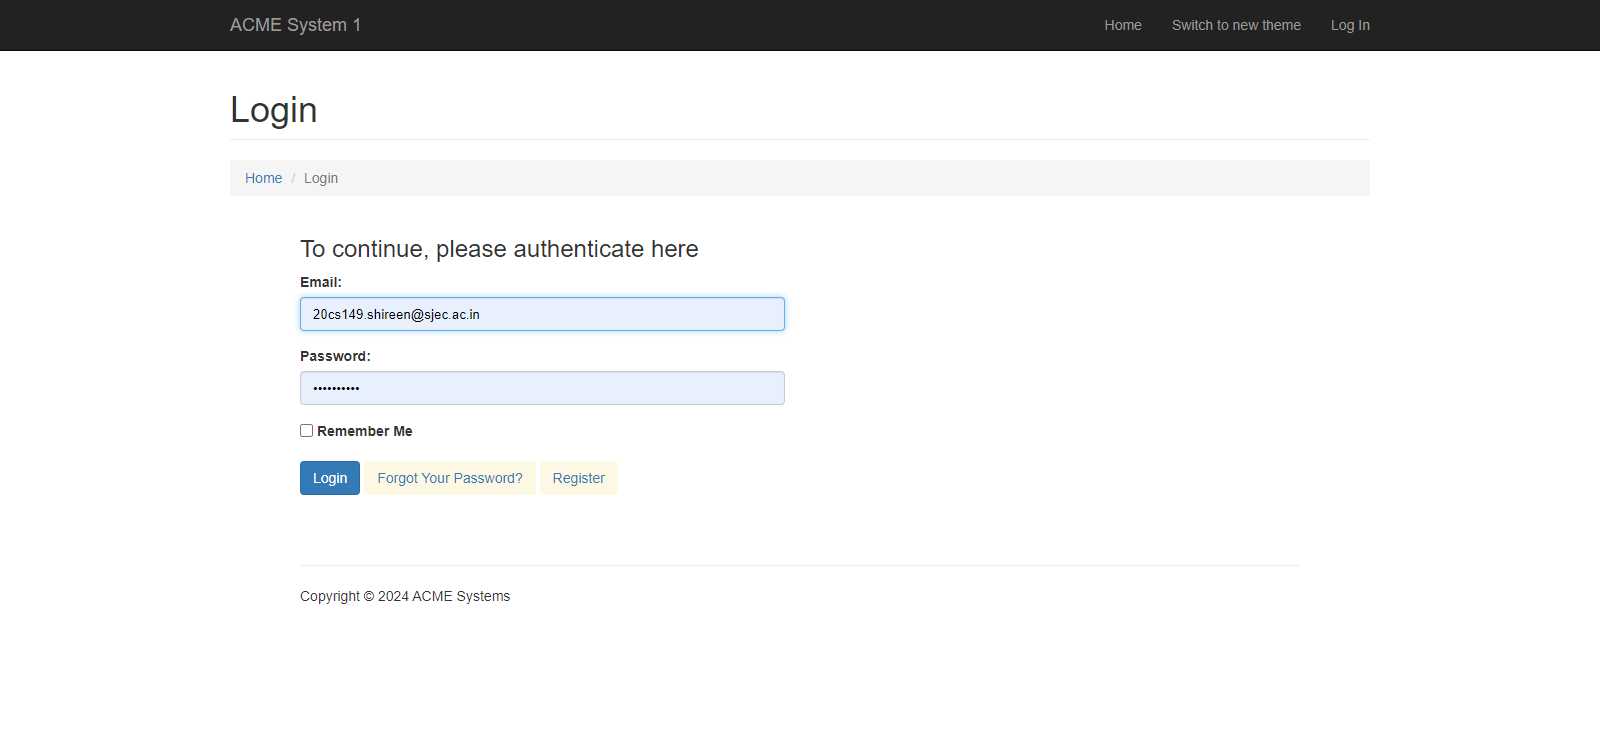 ACME System 1
Home Switch to new theme Log In
Login
Home / Login
To continue, please authenticate here
Email:
20cs149.shireen@sjec.ac.in
Password:
••••••••••
Remember Me
Login Forgot Your Password? Register
Copyright © 2024 ACME Systems